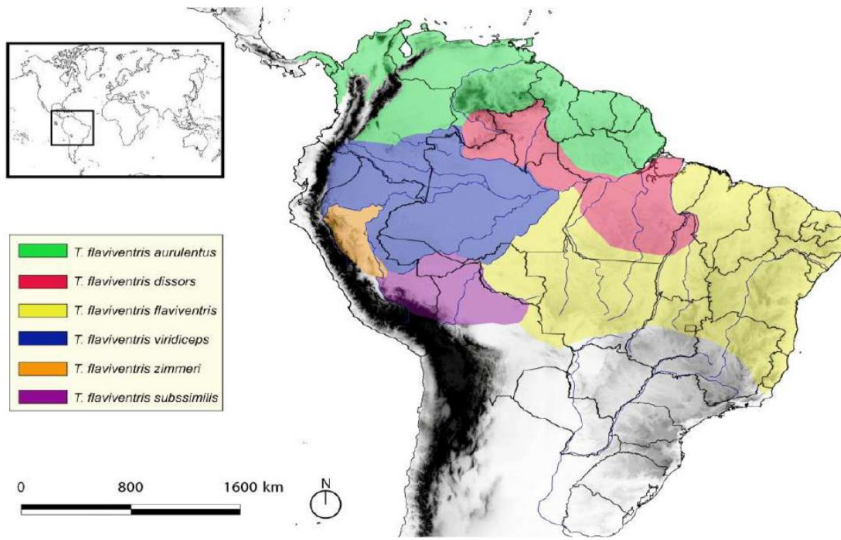 T. flaviventris aurulentus
T. flaviventris dissors
T. flaviventris flaviventris
T. flaviventris viridiceps
T. flaviventris zimmeri
T. flaviventris subssimilis
0 800 1600 km
N